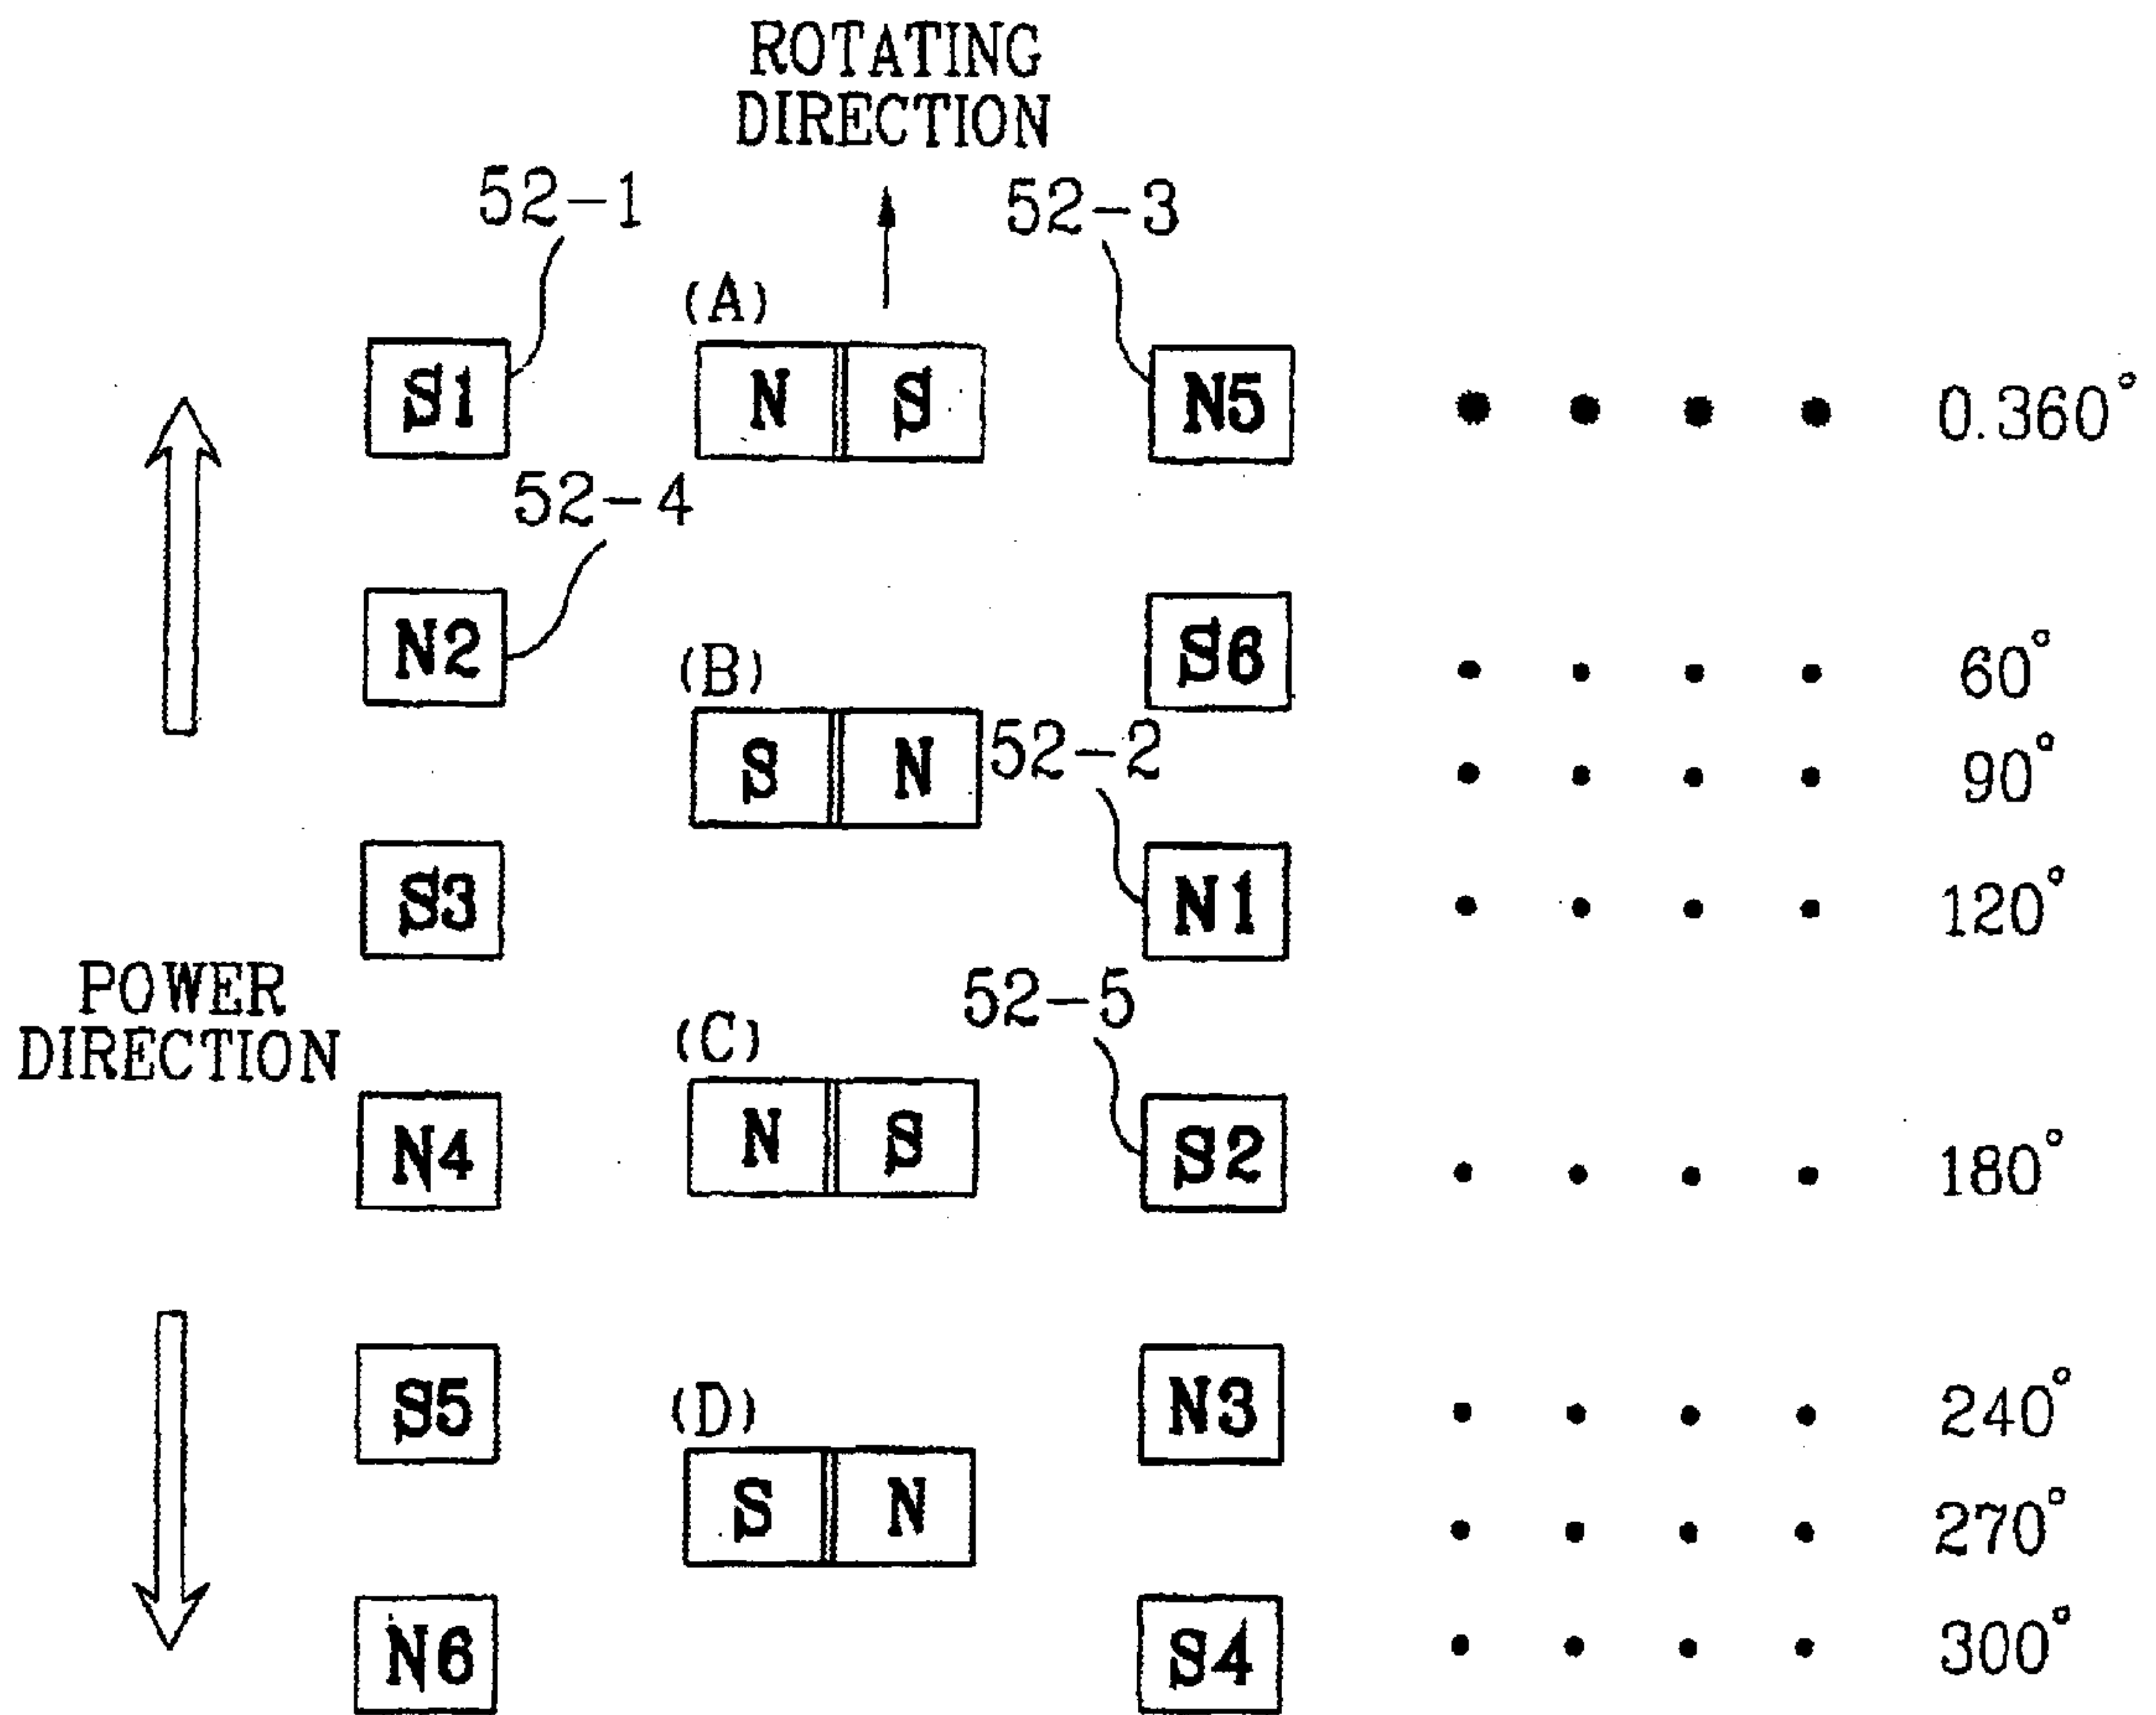 ROTATING
DIRECTION
52-1
52-3
(A)
S1
N S
N5
0.360°
52-4
N2
(B)
S6
60°
S N
52-2
90°
S3
N1
120°
POWER
DIRECTION
52-5
(C)
N4
N S
S2
180°
S5
(D)
N3
240°
S N
270°
N6
S4
300°